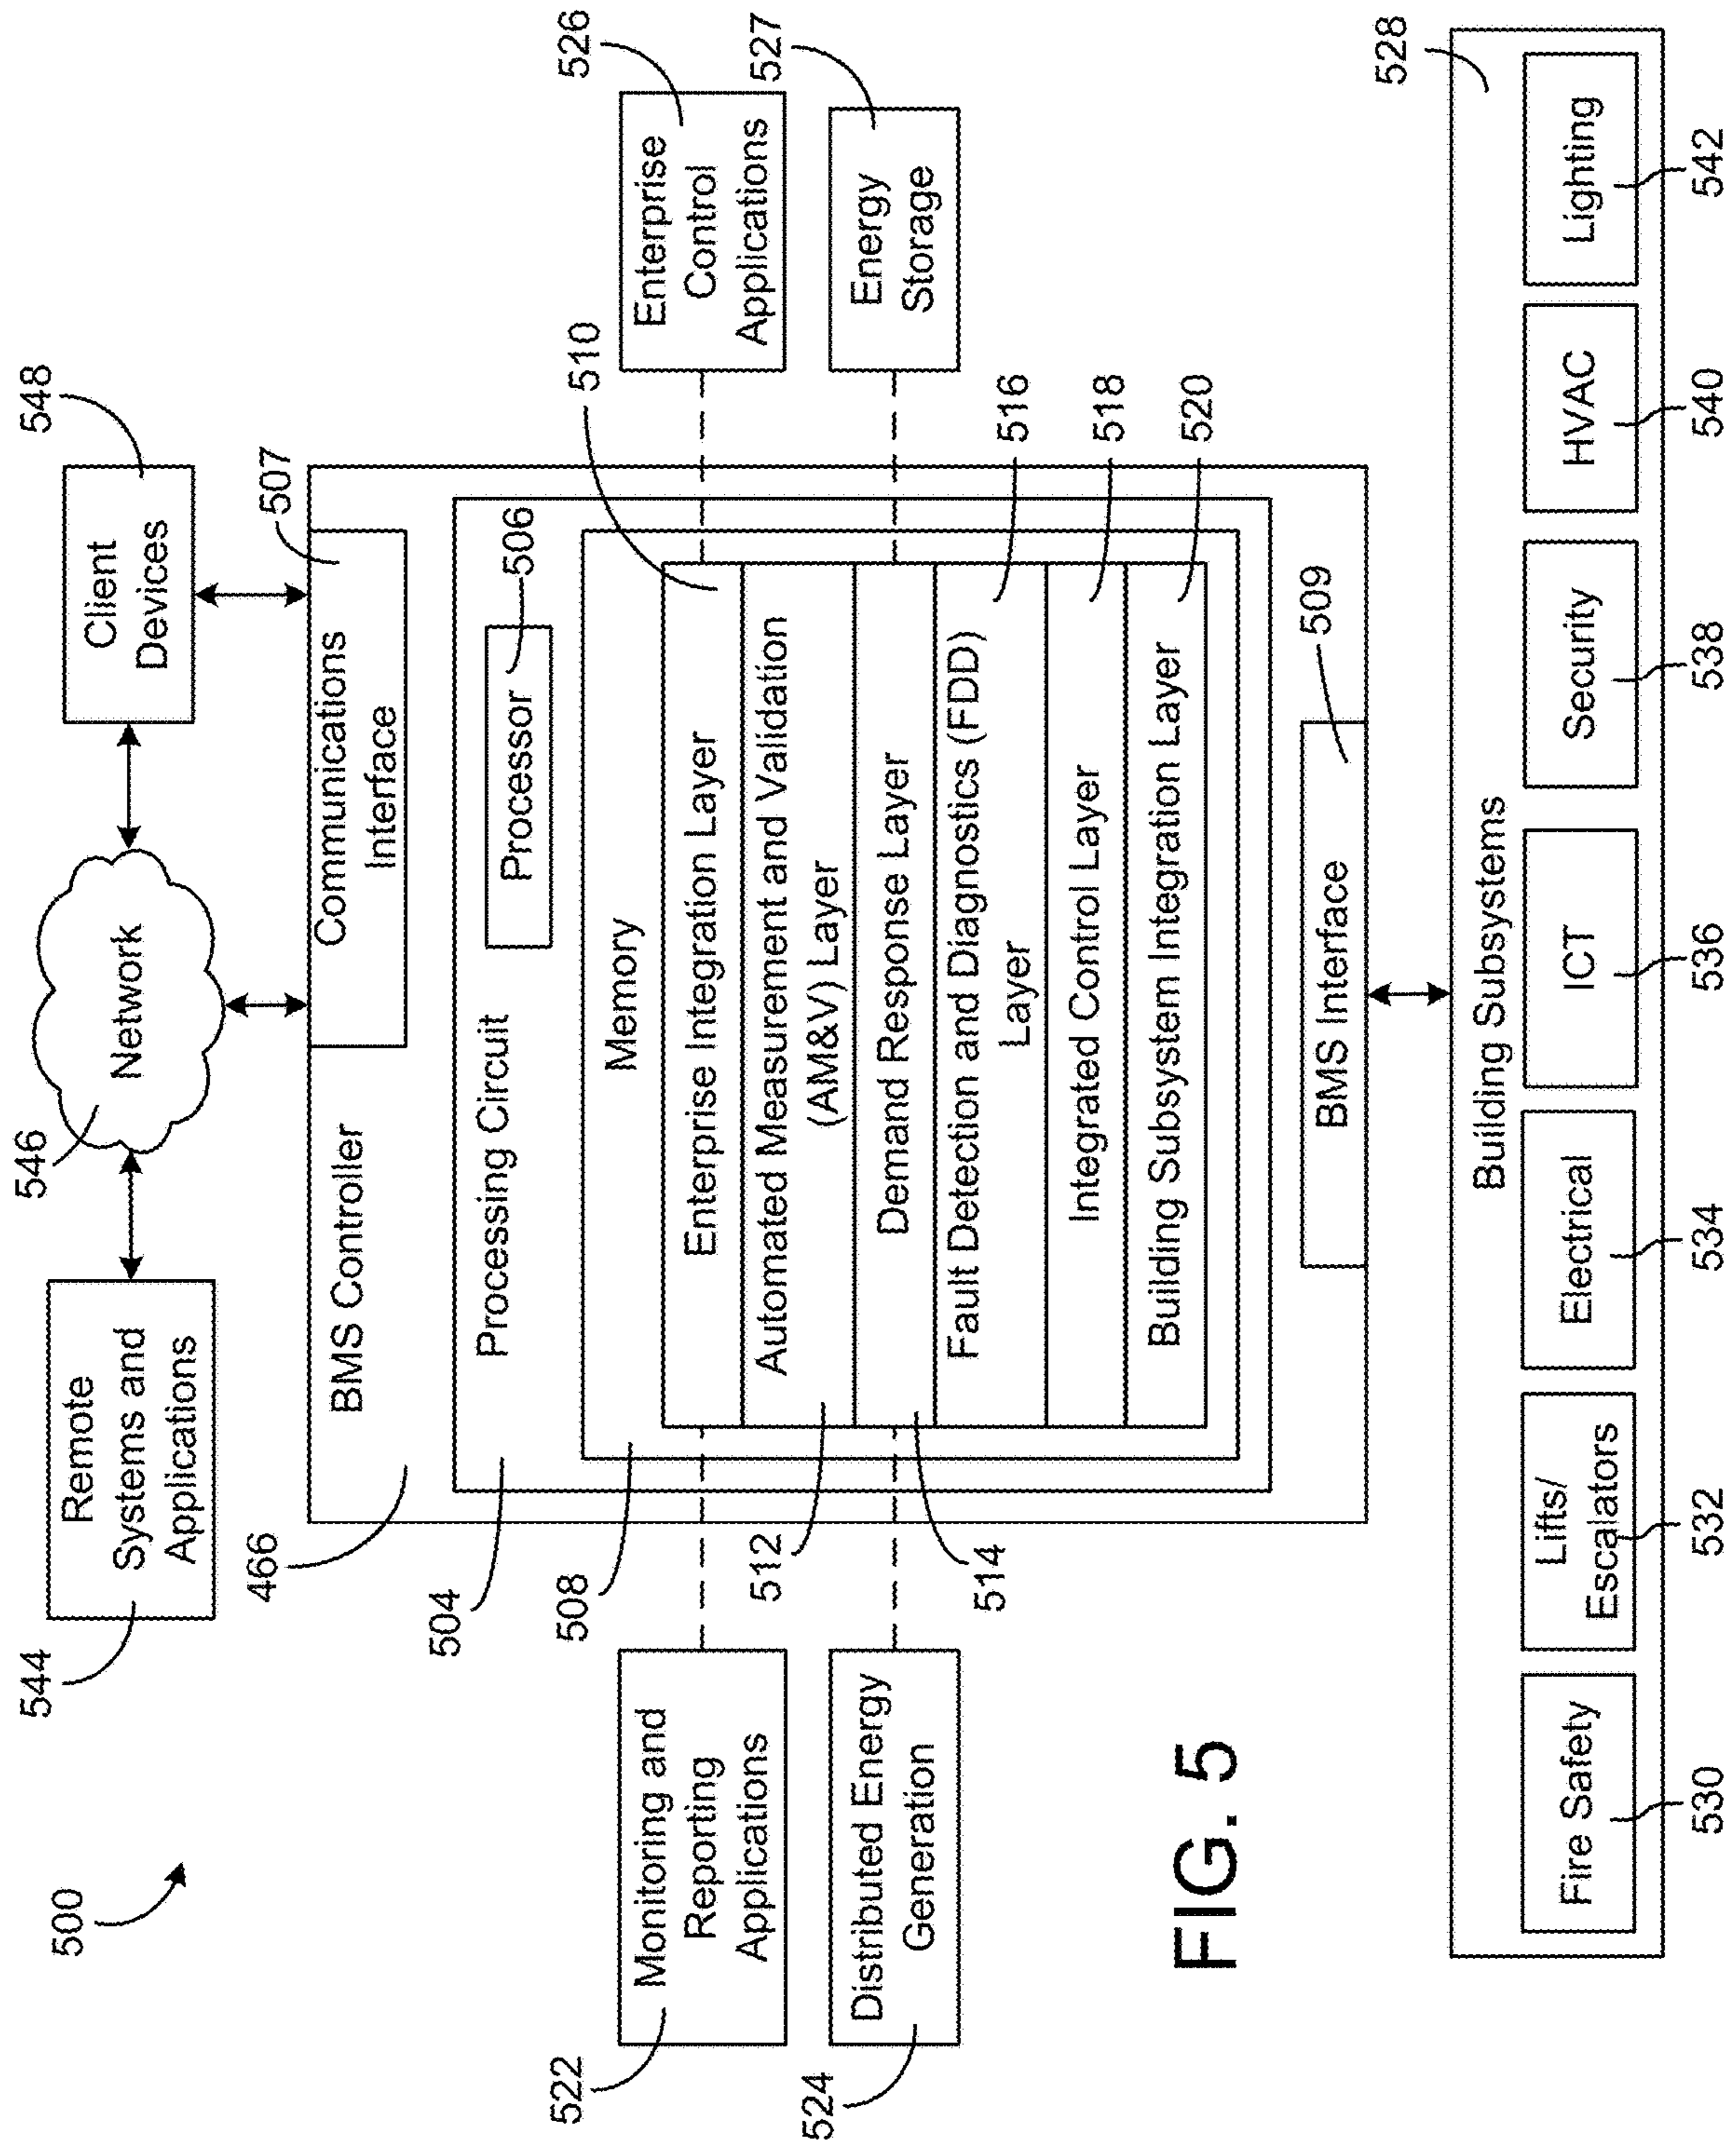 500
544
Remote
Systems and
Applications
546
Network
Client
Devices
548
466
BMS Controller
Communications
Interface
507
504
Processing Circuit
Processor
506
508
Memory
510
Enterprise Integration Layer
512
Automated Measurement and Validation
(AM&V) Layer
514
Demand Response Layer
Fault Detection and Diagnostics (FDD)
Layer
516
Integrated Control Layer
518
Building Subsystem Integration Layer
520
522
Monitoring and
Reporting
Applications
524
Distributed Energy
Generation
Enterprise
Control
Applications
526
Energy
Storage
527
BMS Interface
509
FIG. 5
Building Subsystems
528
Fire Safety
Lifts/
Escalators
Electrical
ICT
Security
HVAC
Lighting
530
532
534
536
538
540
542